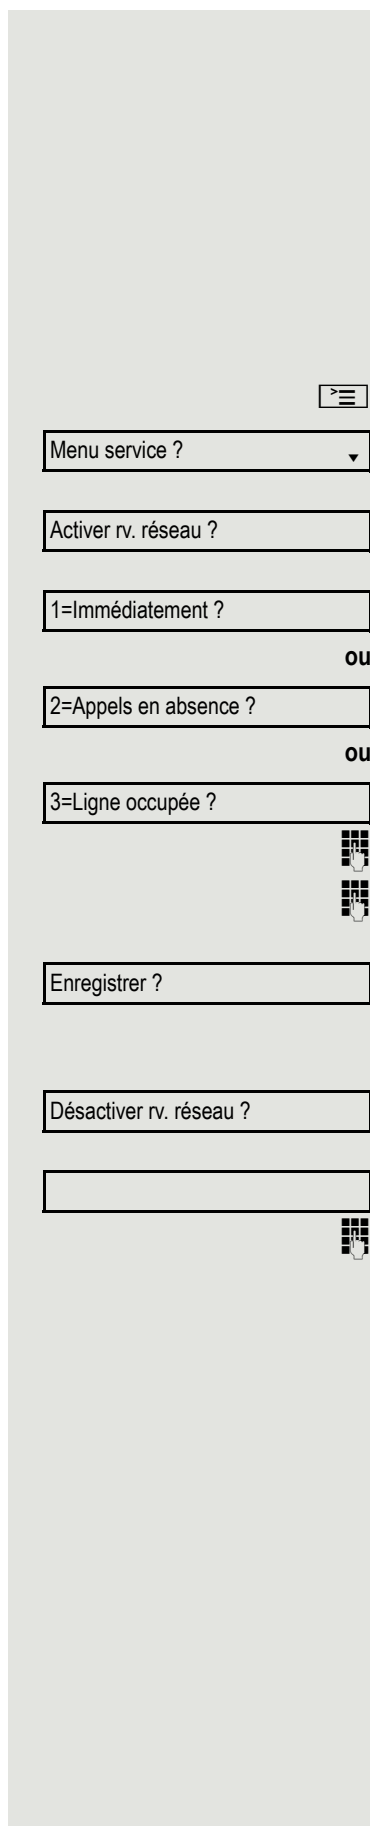 Menu service ?
Activer rv. réseau ?
1=Immédiatement ?
ou
2=Appels en absence ?
ou
3=Ligne occupée ?
Enregistrer ?
Désactiver rv. réseau ?